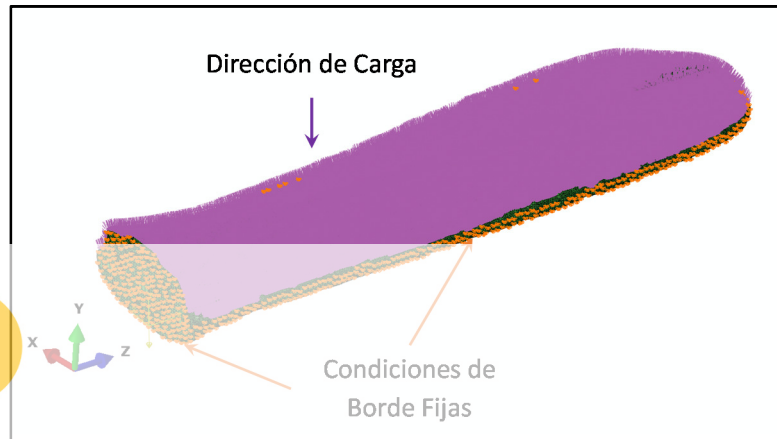 Dirección de Carga
Y
X
Z
Condiciones de
Borde Fijas